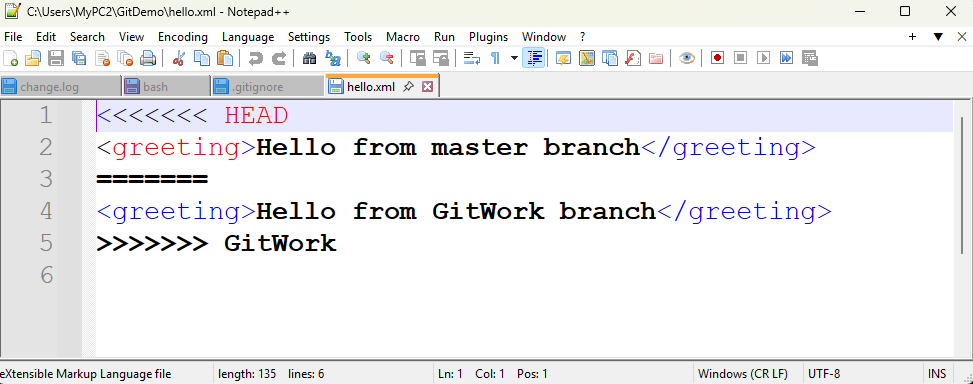 C:\Users\MyPC2\GitDemo\hello.xml - Notepad++
File Edit Search View Encoding Language Settings Tools Macro Run Plugins Window ? + ▼ X
change.log bash .gitignore hello.xml
1 <<<<<<< HEAD
2 <greeting>Hello from master branch</greeting>
3 =======
4 <greeting>Hello from GitWork branch</greeting>
5 >>>>>>> GitWork
6
eXtensible Markup Language file length: 135 lines: 6 Ln: 1 Col: 1 Pos: 1 Windows (CR LF) UTF-8 INS